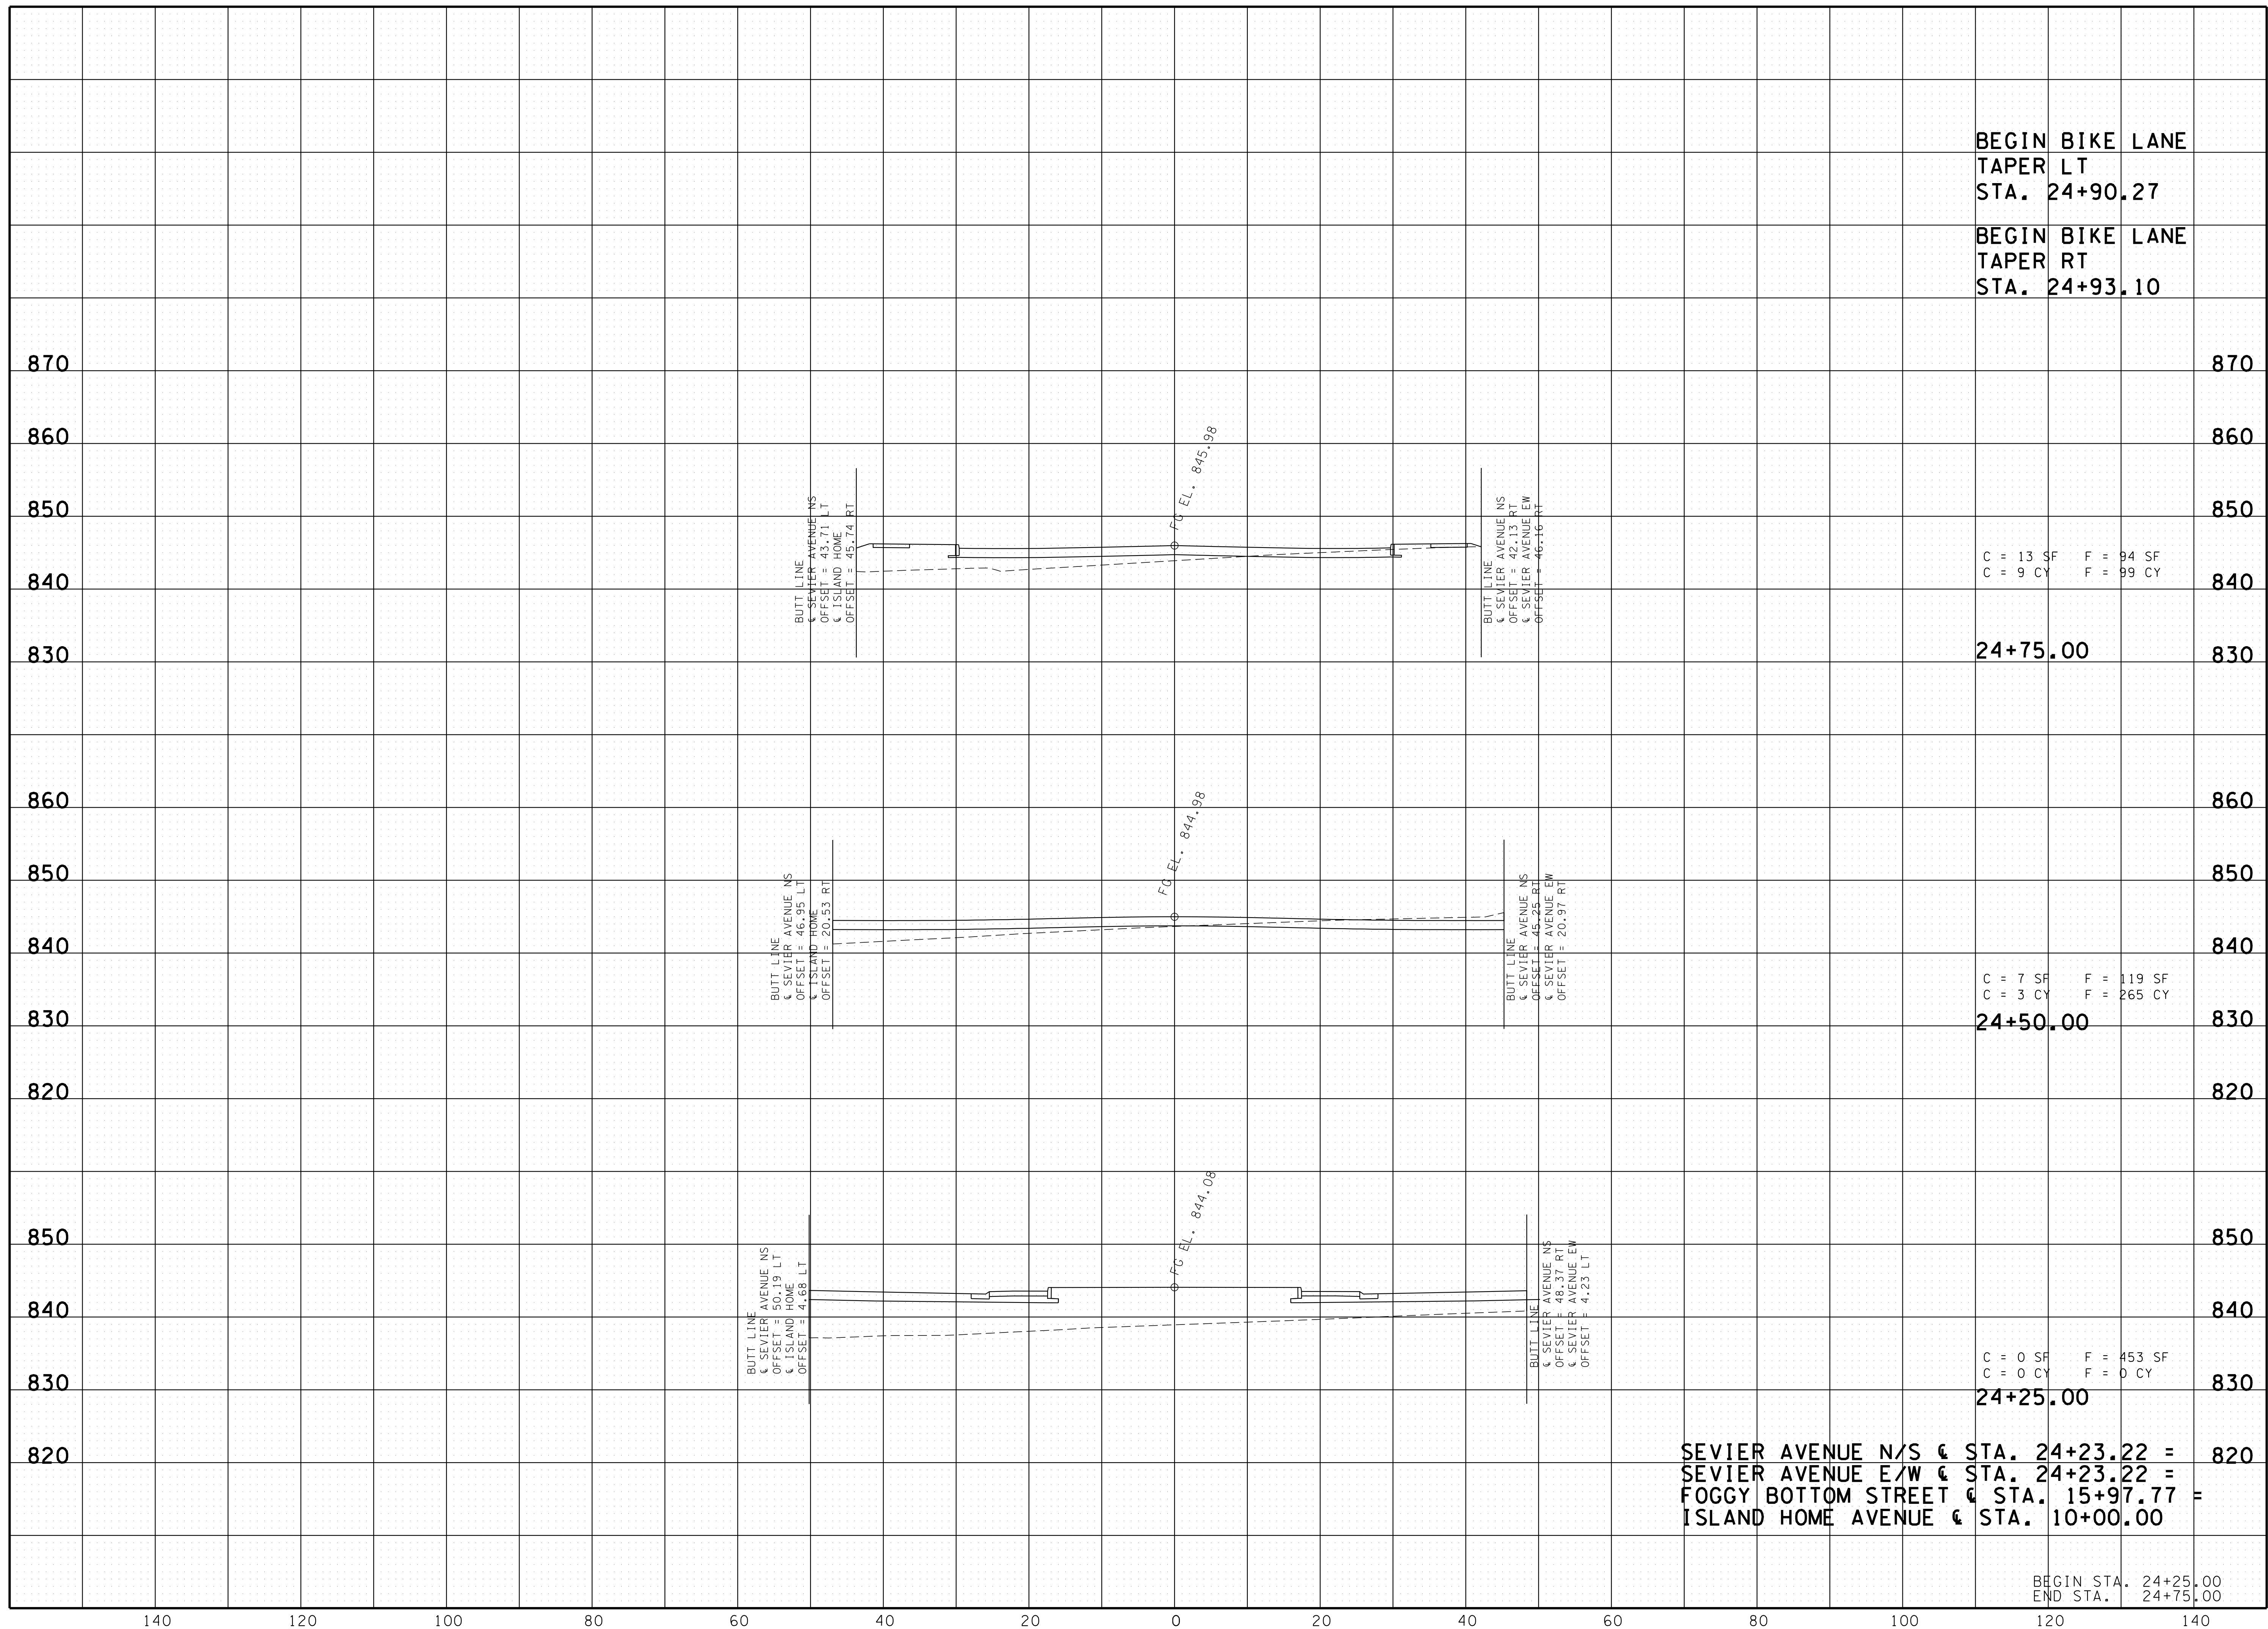 BEGIN BIKE LANE
TAPER LT
STA. 24+90.27
BEGIN BIKE LANE
TAPER RT
STA. 24+93.10
870 870
860 860
850 850
840 840
830 830
FG EL. 845.98
BUTT LINE
℄ SEVIER AVENUE NS
OFFSET = 43.71 LT
℄ ISLAND HOME
OFFSET = 45.74 RT
BUTT LINE
℄ SEVIER AVENUE NS
OFFSET = 42.13 RT
℄ SEVIER AVENUE EW
OFFSET = 46.16 RT
C = 13 SF F = 94 SF
C = 9 CY F = 99 CY
24+75.00
860 860
850 850
840 840
830 830
820 820
FG EL. 844.98
BUTT LINE
℄ SEVIER AVENUE NS
OFFSET = 46.95 LT
℄ ISLAND HOME
OFFSET = 20.53 RT
BUTT LINE
℄ SEVIER AVENUE NS
OFFSET = 45.25 RT
℄ SEVIER AVENUE EW
OFFSET = 20.97 RT
C = 7 SF F = 119 SF
C = 3 CY F = 265 CY
24+50.00
850 850
840 840
830 830
820 820
FG EL. 844.08
BUTT LINE
℄ SEVIER AVENUE NS
OFFSET = 50.19 LT
℄ ISLAND HOME
OFFSET = 4.68 LT
BUTT LINE
℄ SEVIER AVENUE NS
OFFSET = 48.37 RT
℄ SEVIER AVENUE EW
OFFSET = 4.23 LT
C = 0 SF F = 453 SF
C = 0 CY F = 0 CY
24+25.00
SEVIER AVENUE N/S ℄ STA. 24+23.22 =
SEVIER AVENUE E/W ℄ STA. 24+23.22 =
FOGGY BOTTOM STREET ℄ STA. 15+97.77 =
ISLAND HOME AVENUE ℄ STA. 10+00.00
BEGIN STA. 24+25.00
END STA. 24+75.00
140 120 100 80 60 40 20 0 20 40 60 80 100 120 140